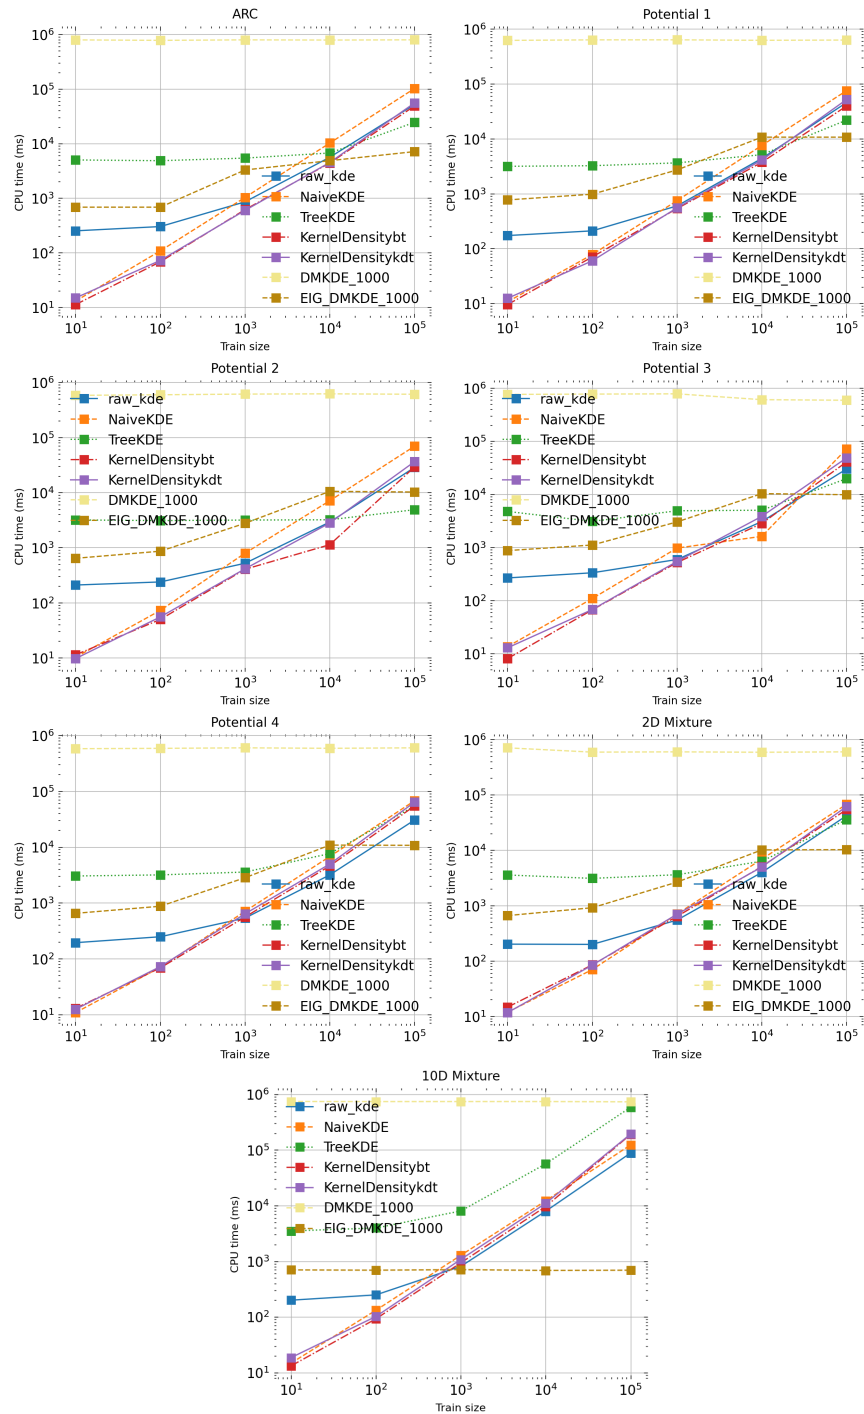 ARC
10^6
10^5
10^4
10^3
10^2
10^1
CPU time (ms)
raw_kde
NaiveKDE
TreeKDE
KernelDensitybt
KernelDensitykdt
DMKDE_1000
EIG_DMKDE_1000
10^1 10^2 10^3 10^4 10^5
Train size
Potential 1
10^6
10^5
10^4
10^3
10^2
10^1
CPU time (ms)
raw_kde
NaiveKDE
TreeKDE
KernelDensitybt
KernelDensitykdt
DMKDE_1000
EIG_DMKDE_1000
10^1 10^2 10^3 10^4 10^5
Train size
Potential 2
10^6
10^5
10^4
10^3
10^2
10^1
CPU time (ms)
raw_kde
NaiveKDE
TreeKDE
KernelDensitybt
KernelDensitykdt
DMKDE_1000
EIG_DMKDE_1000
10^1 10^2 10^3 10^4 10^5
Train size
Potential 3
10^6
10^5
10^4
10^3
10^2
10^1
CPU time (ms)
raw_kde
NaiveKDE
TreeKDE
KernelDensitybt
KernelDensitykdt
DMKDE_1000
EIG_DMKDE_1000
10^1 10^2 10^3 10^4 10^5
Train size
Potential 4
10^6
10^5
10^4
10^3
10^2
10^1
CPU time (ms)
raw_kde
NaiveKDE
TreeKDE
KernelDensitybt
KernelDensitykdt
DMKDE_1000
EIG_DMKDE_1000
10^1 10^2 10^3 10^4 10^5
Train size
2D Mixture
10^6
10^5
10^4
10^3
10^2
10^1
CPU time (ms)
raw_kde
NaiveKDE
TreeKDE
KernelDensitybt
KernelDensitykdt
DMKDE_1000
EIG_DMKDE_1000
10^1 10^2 10^3 10^4 10^5
Train size
10D Mixture
10^6
10^5
10^4
10^3
10^2
10^1
CPU time (ms)
raw_kde
NaiveKDE
TreeKDE
KernelDensitybt
KernelDensitykdt
DMKDE_1000
EIG_DMKDE_1000
10^1 10^2 10^3 10^4 10^5
Train size